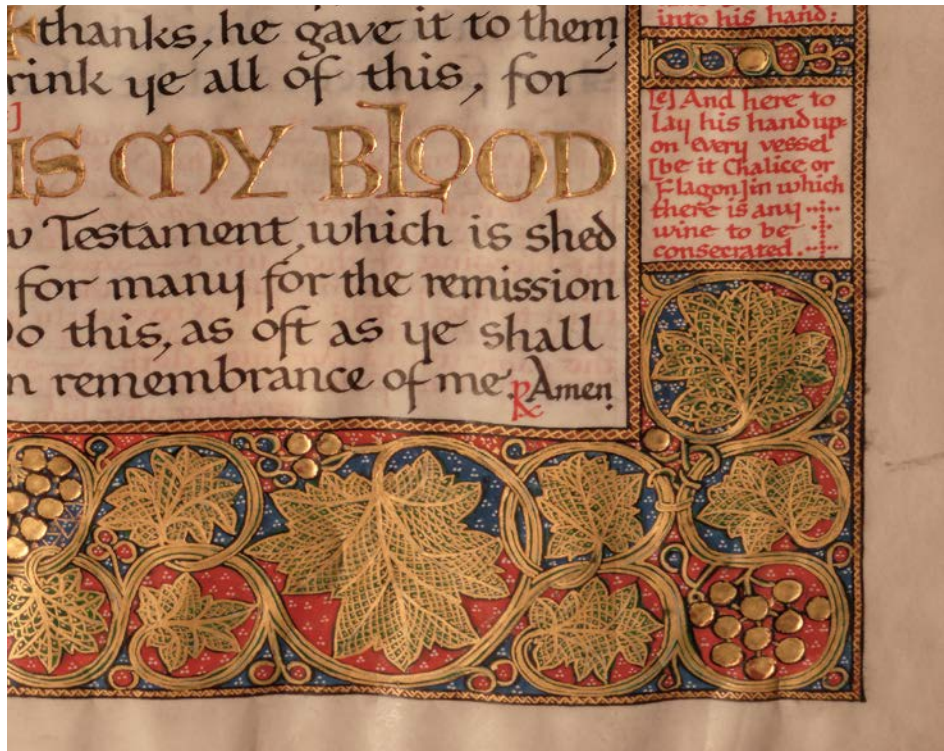 thanks, he gave it to them,
rink ye all of this, for
IS MY BLOOD
Testament, which is shed
for many for the remission
o this, as oft as ye shall
n remembrance of me. Amen.
into his hand:
[e] And here to
lay his hand up-
on every vessel
[be it Chalice or
Flagon] in which
there is any
wine to be
consecrated.